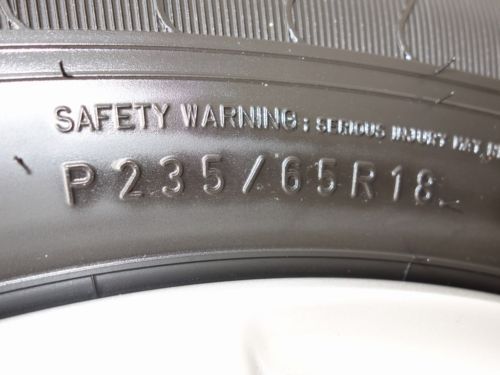 SAFETY WARNING: SERIOUS INJURY MAY
P235/65R18